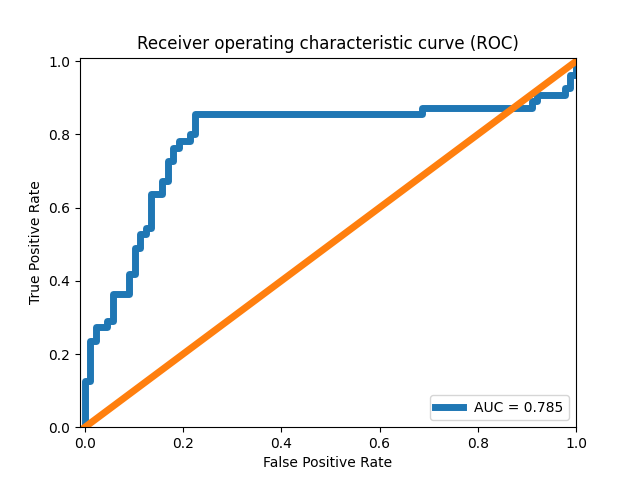 Receiver operating characteristic curve (ROC)
True Positive Rate
1.0
0.8
0.6
0.4
0.2
0.0
0.0 0.2 0.4 0.6 0.8 1.0
False Positive Rate
AUC = 0.785